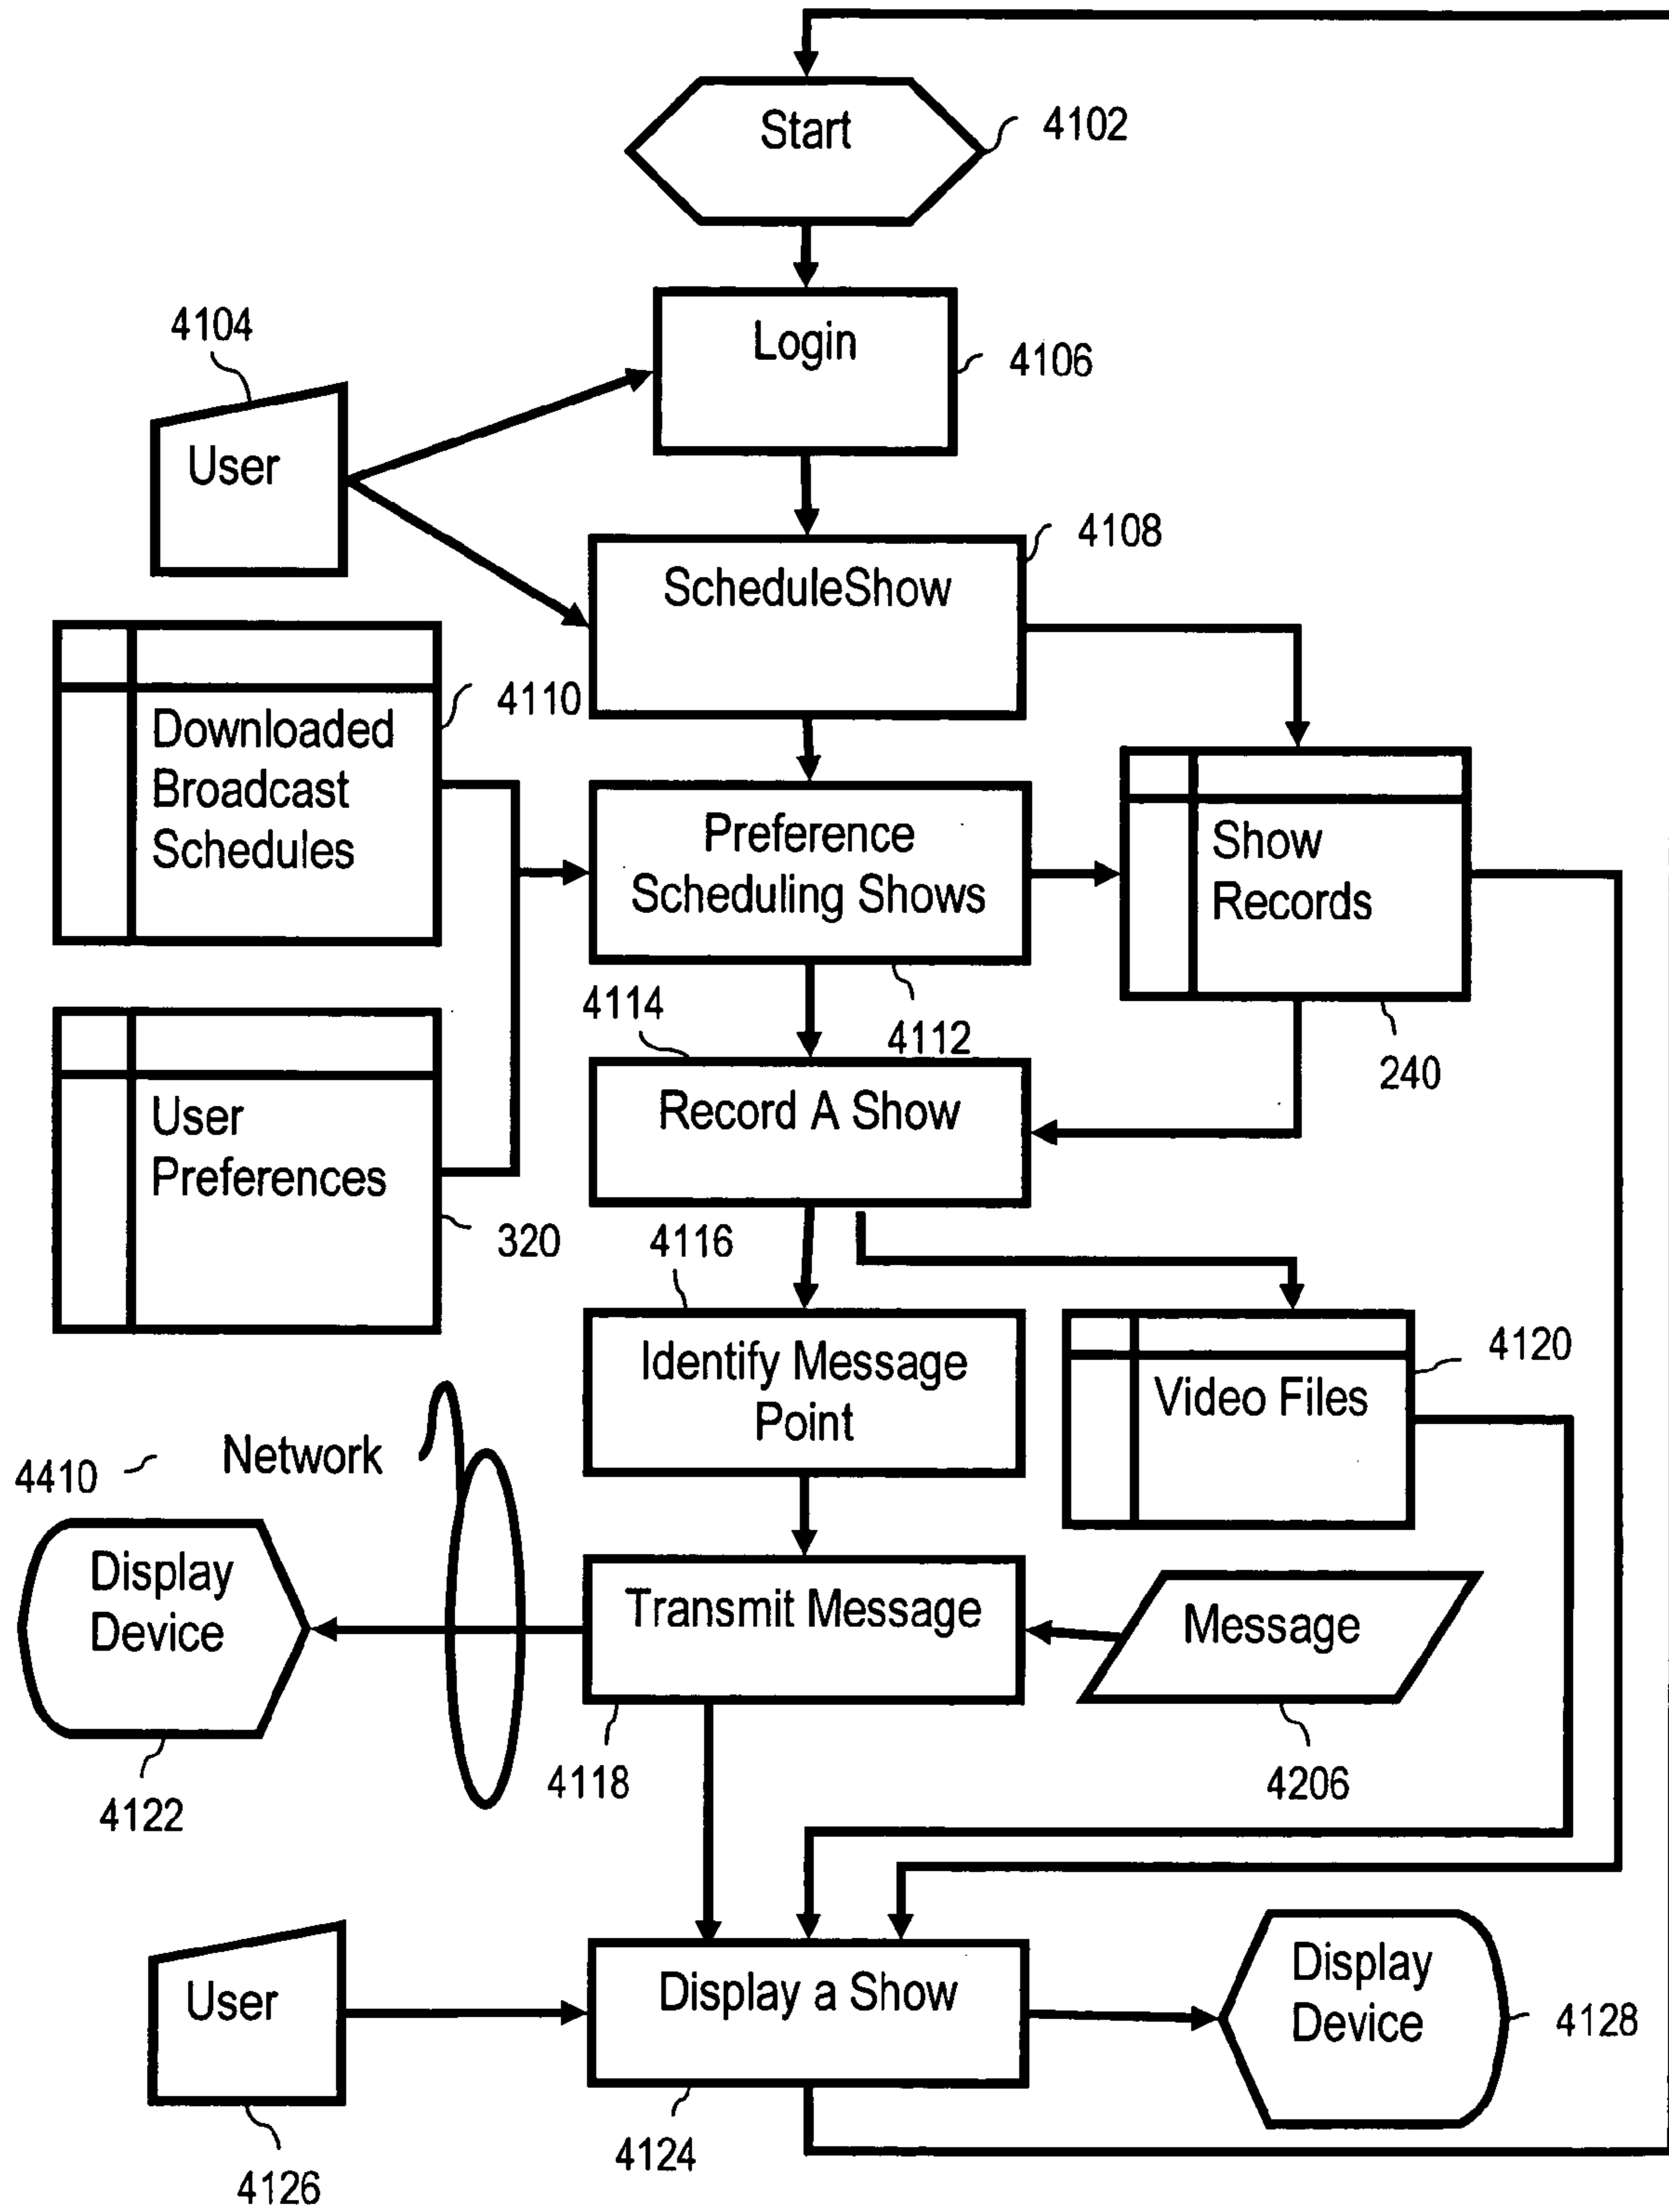 Start
4102
Login
4106
4104
User
4108
ScheduleShow
4110
Downloaded
Broadcast
Schedules
Preference
Scheduling Shows
Show
Records
4114
4112
240
User
Preferences
Record A Show
320
4116
Identify Message
Point
4120
Video Files
Network
4410
Display
Device
Transmit Message
Message
4118
4206
4122
User
Display a Show
Display
Device
4128
4124
4126